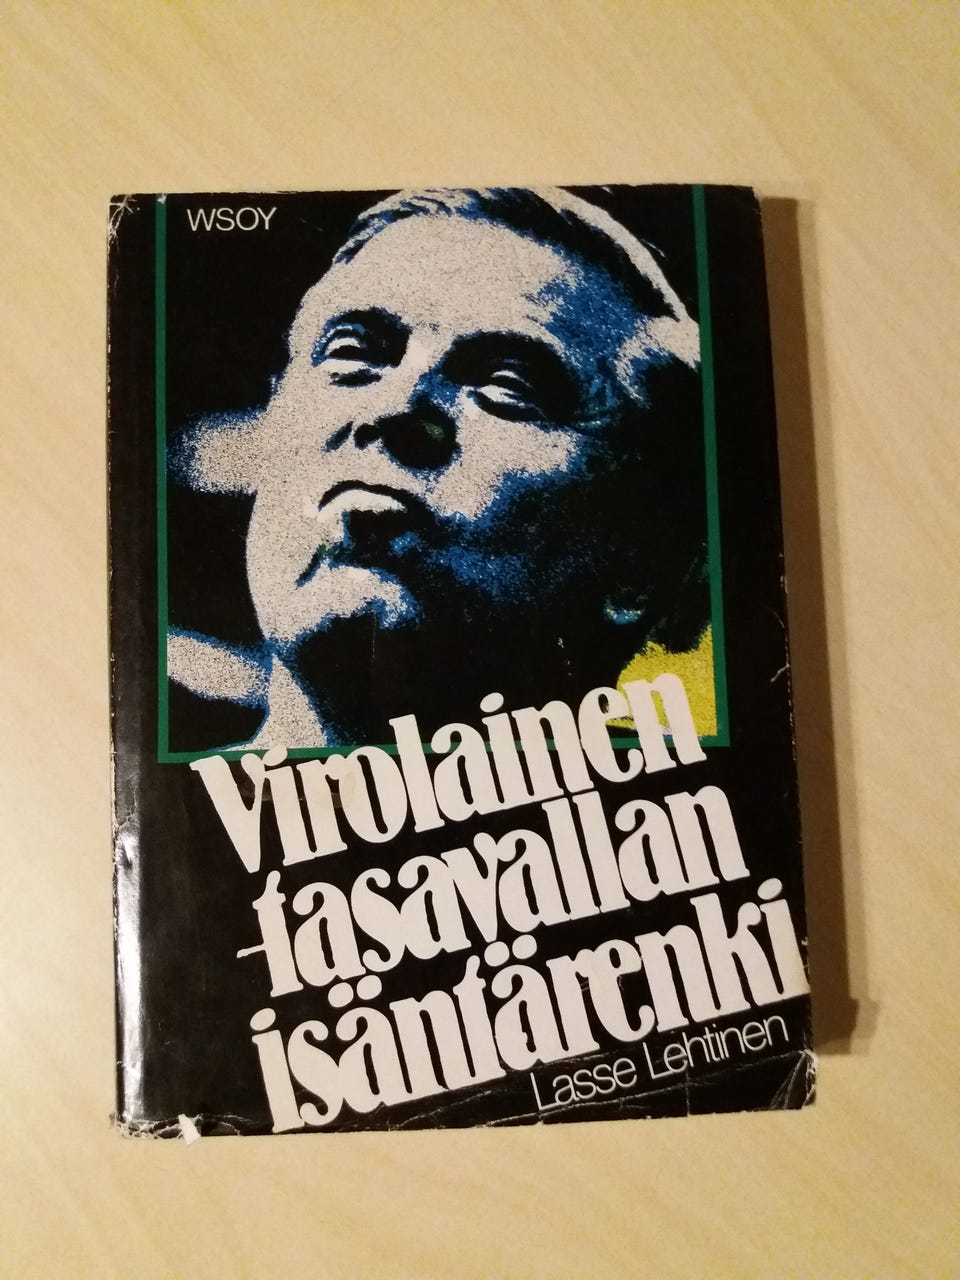 WSOY
Virolainen
-tasavallan
isäntärenki
Lasse Lehtinen